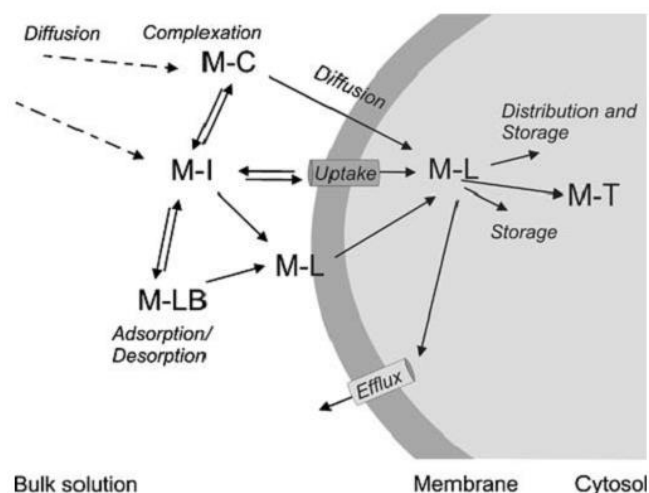 Diffusion
Complexation
M-C
Diffusion
Distribution and
Storage
M-I
Uptake
M-L
M-T
Storage
M-L
M-LB
Adsorption/
Desorption
Efflux
Bulk solution
Membrane
Cytosol